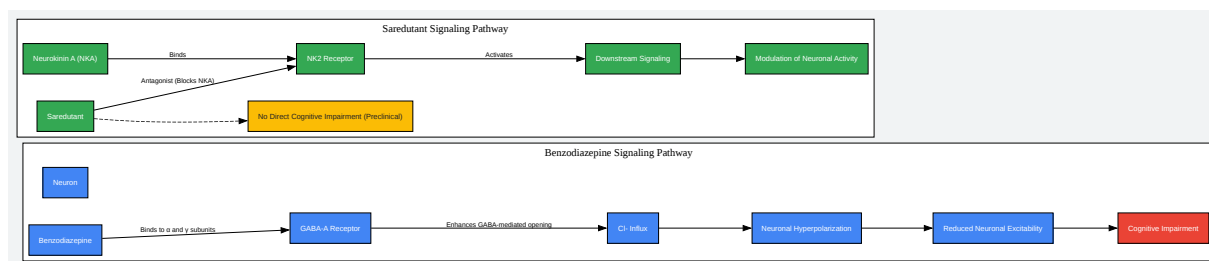 Saredutant Signaling Pathway
Neurokinin A (NKA)
Binds
NK2 Receptor
Activates
Downstream Signaling
Modulation of Neuronal Activity
Antagonist (Blocks NKA)
Saredutant
No Direct Cognitive Impairment (Preclinical)
Benzodiazepine Signaling Pathway
Neuron
Benzodiazepine
Binds to α and γ subunits
GABA-A Receptor
Enhances GABA-mediated opening
Cl- Influx
Neuronal Hyperpolarization
Reduced Neuronal Excitability
Cognitive Impairment